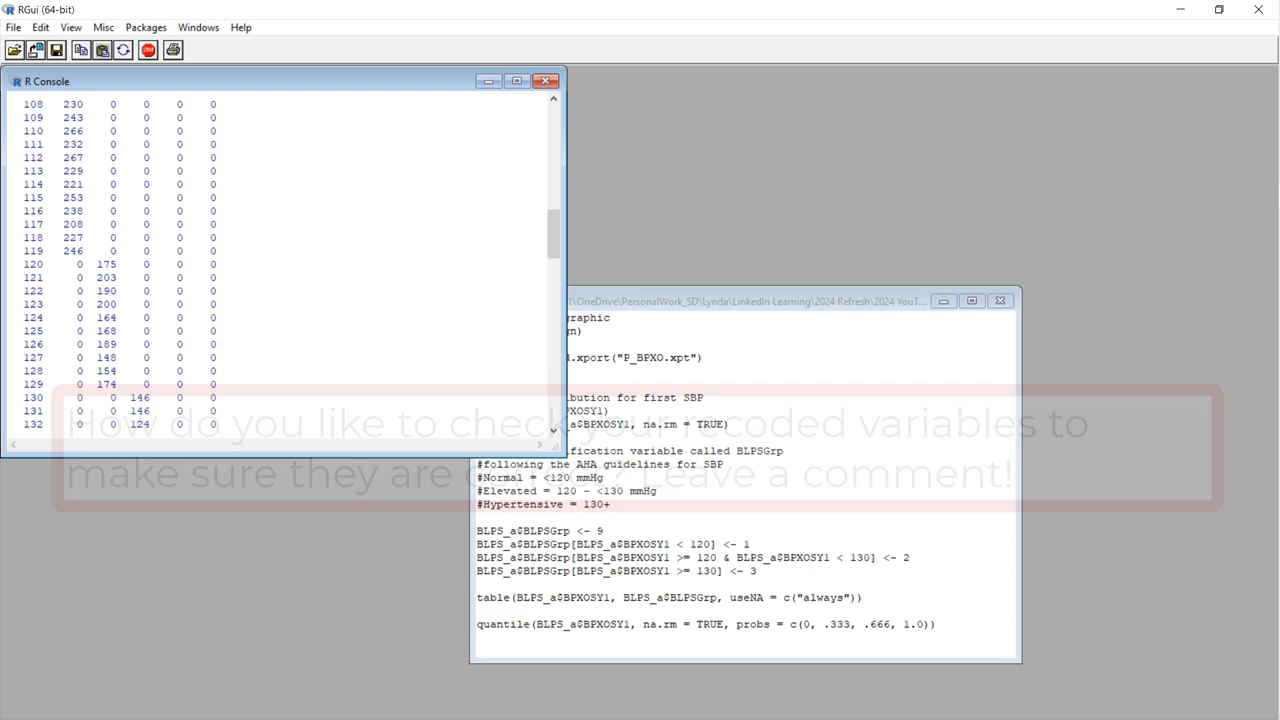 RGui (64-bit)
File Edit View Misc Packages Windows Help
STOP
R Console
108 230 0 0 0 0
109 243 0 0 0 0
110 266 0 0 0 0
111 232 0 0 0 0
112 267 0 0 0 0
113 229 0 0 0 0
114 221 0 0 0 0
115 253 0 0 0 0
116 238 0 0 0 0
117 208 0 0 0 0
118 227 0 0 0 0
119 246 0 0 0 0
120 0 175 0 0 0
121 0 203 0 0 0
122 0 190 0 0 0
123 0 200 0 0 0
124 0 164 0 0 0
125 0 168 0 0 0
126 0 189 0 0 0
127 0 148 0 0 0
128 0 154 0 0 0
129 0 174 0 0 0
130 0 0 146 0 0
131 0 0 146 0 0
132 0 0 124 0 0
1\OneDrive\PersonalWork_SD\Lynda\LinkedIn Learning\2024 Refresh\2024 YouT...
graphic
gn)
d.xport("P_BPXO.xpt")
bution for first SBP
PXOSY1)
_a$BPXOSY1, na.rm = TRUE)
ification variable called BLPSGrp
#following the AHA guidelines for SBP
#Normal = <120 mmHg
#Elevated = 120 - <130 mmHg
#Hypertensive = 130+
BLPS_a$BLPSGrp <- 9
BLPS_a$BLPSGrp[BLPS_a$BPXOSY1 < 120] <- 1
BLPS_a$BLPSGrp[BLPS_a$BPXOSY1 >= 120 & BLPS_a$BPXOSY1 < 130] <- 2
BLPS_a$BLPSGrp[BLPS_a$BPXOSY1 >= 130] <- 3
table(BLPS_a$BPXOSY1, BLPS_a$BLPSGrp, useNA = c("always"))
quantile(BLPS_a$BPXOSY1, na.rm = TRUE, probs = c(0, .333, .666, 1.0))
How do you like to check your recoded variables to
make sure they are Leave a comment!